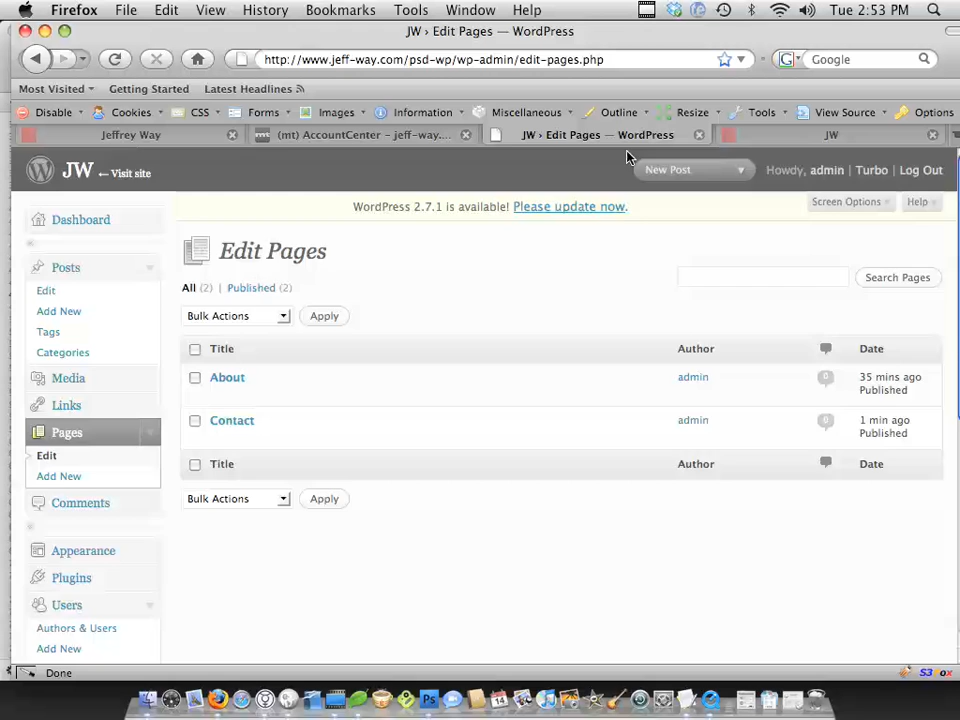 Firefox File Edit View History Bookmarks Tools Window Help Tue 2:53 PM
JW › Edit Pages — WordPress
http://www.jeff-way.com/psd-wp/wp-admin/edit-pages.php Google
Most Visited Getting Started Latest Headlines
Disable Cookies CSS Forms Images Information Miscellaneous Outline Resize Tools View Source Options
Jeffrey Way (mt) AccountCenter – jeff-way.... JW › Edit Pages — WordPress JW
JW ← Visit site New Post Howdy, admin | Turbo | Log Out
WordPress 2.7.1 is available! Please update now. Screen Options Help
Dashboard
Edit Pages
Posts
All (2) | Published (2)
Search Pages
Edit
Add New
Bulk Actions Apply
Tags
Title Author Date
Categories
Media
About admin 0 35 mins ago
Published
Links
Contact admin 0 1 min ago
Published
Pages
Edit
Title Author Date
Add New
Bulk Actions Apply
Comments
Appearance
Plugins
Users
Authors & Users
Add New
Done S3Fox
14